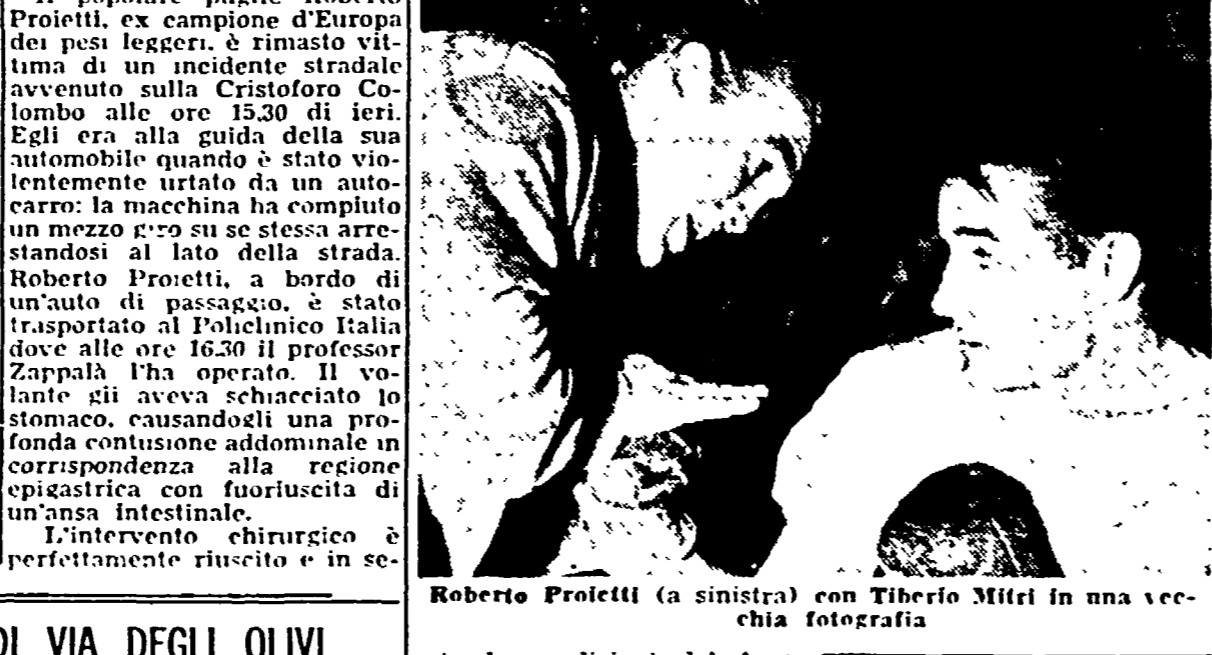 Il popolare pugile Roberto
Proietti, ex campione d'Europa
dei pesi leggeri, è rimasto vit-
tima di un incidente stradale
avvenuto sulla Cristoforo Co-
lombo alle ore 15,30 di ieri.
Egli era alla guida della sua
automobile quando è stato vio-
lentemente urtato da un auto-
carro: la macchina ha compiuto
un mezzo giro su se stessa arre-
standosi al lato della strada.
Roberto Proietti, a bordo di
un'auto di passaggio, è stato
trasportato al Policlinico Italia
dove alle ore 16.30 il professor
Zappalà l'ha operato. Il vo-
lante gli aveva schiacciato lo
stomaco, causandogli una pro-
fonda contusione addominale in
corrispondenza alla regione
epigastrica con fuoriuscita di
un'ansa intestinale.
L'intervento chirurgico è
perfettamente riuscito e in se-
DI VIA DEGLI OLIVI
Roberto Proietti (a sinistra) con Tiberio Mitri in una vec-
chia fotografia